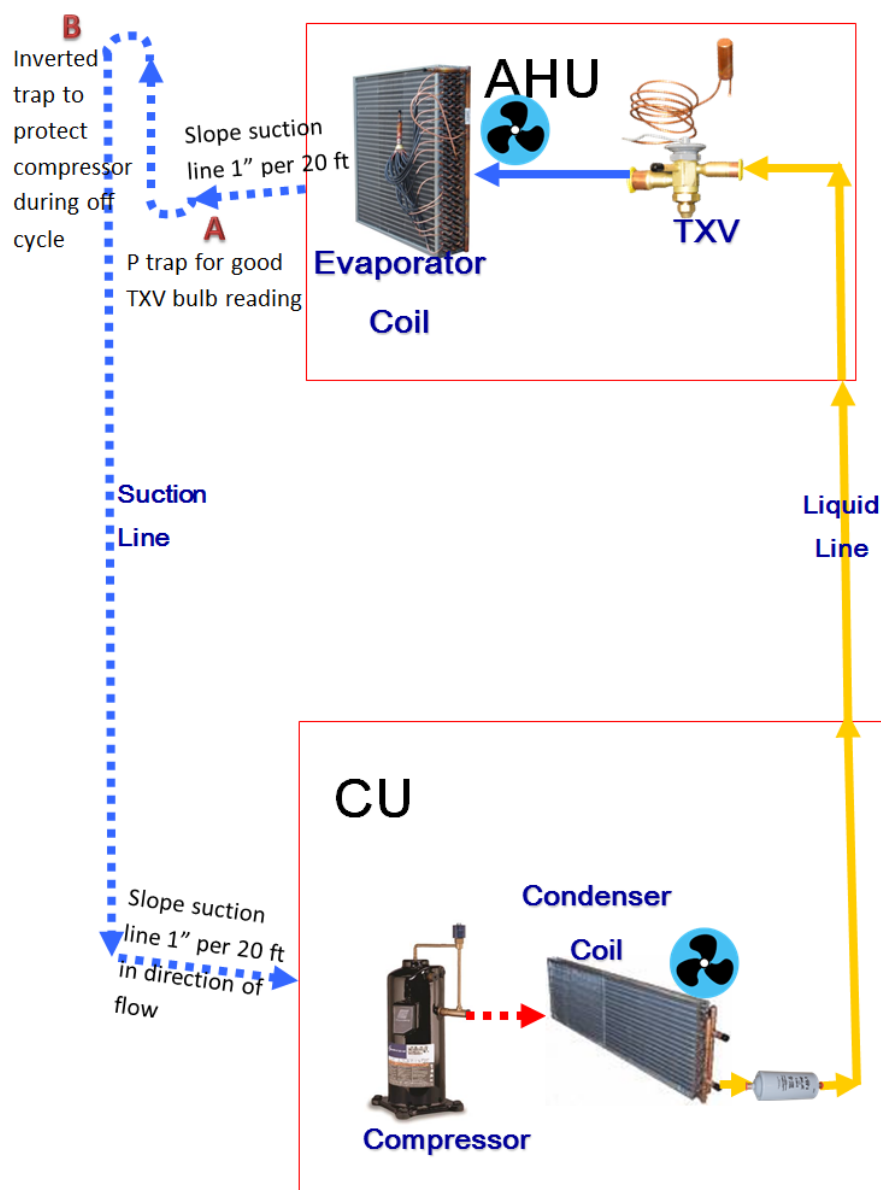 B
Inverted
trap to
protect
compressor
during off
cycle
Slope suction
line 1” per 20 ft
A
P trap for good
TXV bulb reading
AHU
TXV
Evaporator
Coil
Suction
Line
Liquid
Line
CU
Slope suction
line 1” per 20 ft
in direction of
flow
Condenser
Coil
Compressor